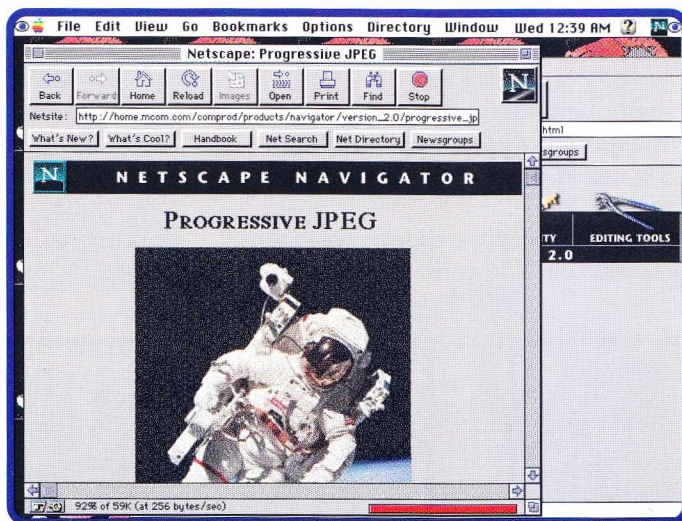 File Edit View Go Bookmarks Options Directory Window Wed 12:39 AM ?
Netscape: Progressive JPEG
N
Back Forward Home Reload Images Open Print Find Stop
Netsite: http://home.mcom.com/comprod/products/navigator/version_2.0/progressive_jp
html
What's New? What's Cool? Handbook Net Search Net Directory Newsgroups
sgroups
N NETSCAPE NAVIGATOR
PROGRESSIVE JPEG
TY EDITING TOOLS
2.0
92% of 59K (at 256 bytes/sec)